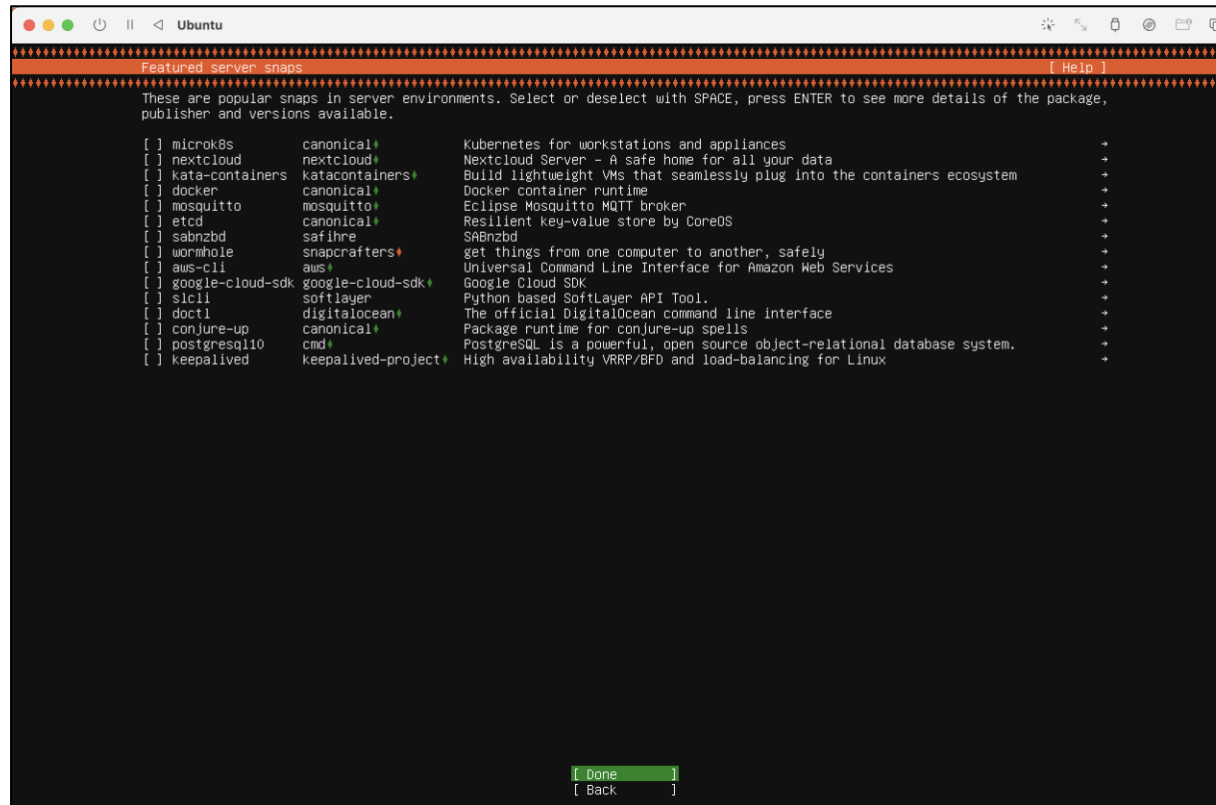 Ubuntu
Featured server snaps [ Help ]
These are popular snaps in server environments. Select or deselect with SPACE, press ENTER to see more details of the package,
publisher and versions available.
[ ] microk8s canonical♦ Kubernetes for workstations and appliances →
[ ] nextcloud nextcloud♦ Nextcloud Server - A safe home for all your data →
[ ] kata-containers katacontainers♦ Build lightweight VMs that seamlessly plug into the containers ecosystem →
[ ] docker canonical♦ Docker container runtime →
[ ] mosquitto mosquitto♦ Eclipse Mosquitto MQTT broker →
[ ] etcd canonical♦ Resilient key-value store by CoreOS →
[ ] sabnzbd safihre SABnzbd →
[ ] wormhole snapcrafters♦ get things from one computer to another, safely →
[ ] aws-cli aws♦ Universal Command Line Interface for Amazon Web Services →
[ ] google-cloud-sdk google-cloud-sdk♦ Google Cloud SDK →
[ ] slcli softlayer Python based SoftLayer API Tool. →
[ ] doctl digitalocean♦ The official DigitalOcean command line interface →
[ ] conjure-up canonical♦ Package runtime for conjure-up spells →
[ ] postgresql10 cmd♦ PostgreSQL is a powerful, open source object-relational database system. →
[ ] keepalived keepalived-project♦ High availability VRRP/BFD and load-balancing for Linux →
[ Done ]
[ Back ]